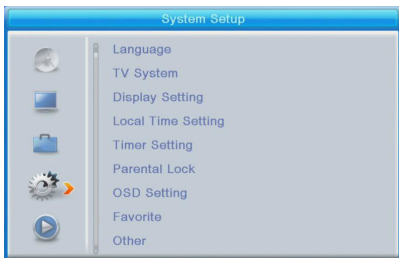 System Setup
Language
TV System
Display Setting
Local Time Setting
Timer Setting
Parental Lock
OSD Setting
Favorite
Other